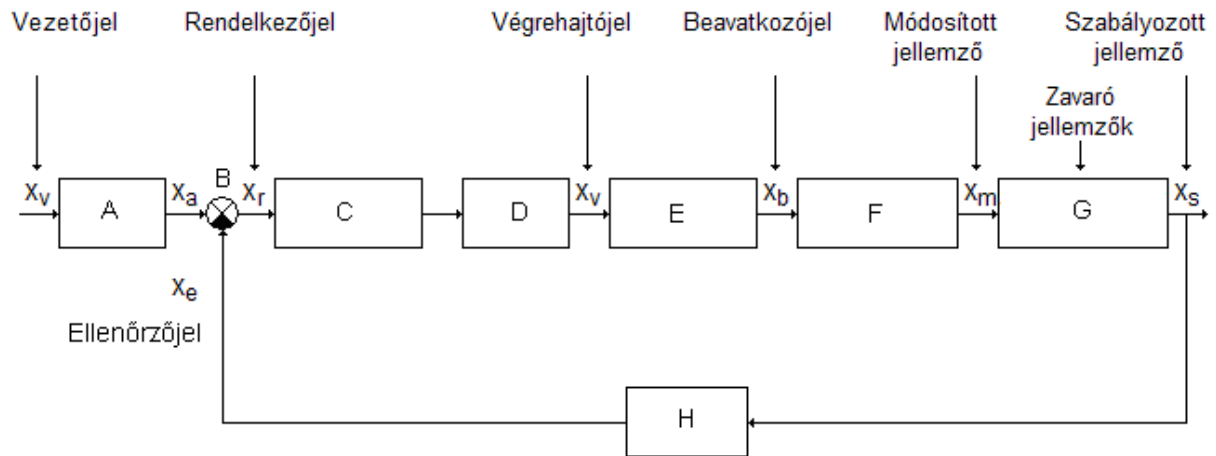 Vezetőjel
Rendelkezőjel
Végrehajtójel
Beavatkozójel
Módosított
jellemző
Szabályozott
jellemző
Zavaró
jellemzők
xv
A
xa
B
xr
C
D
xv
E
xb
F
xm
G
xs
xe
Ellenőrzőjel
H